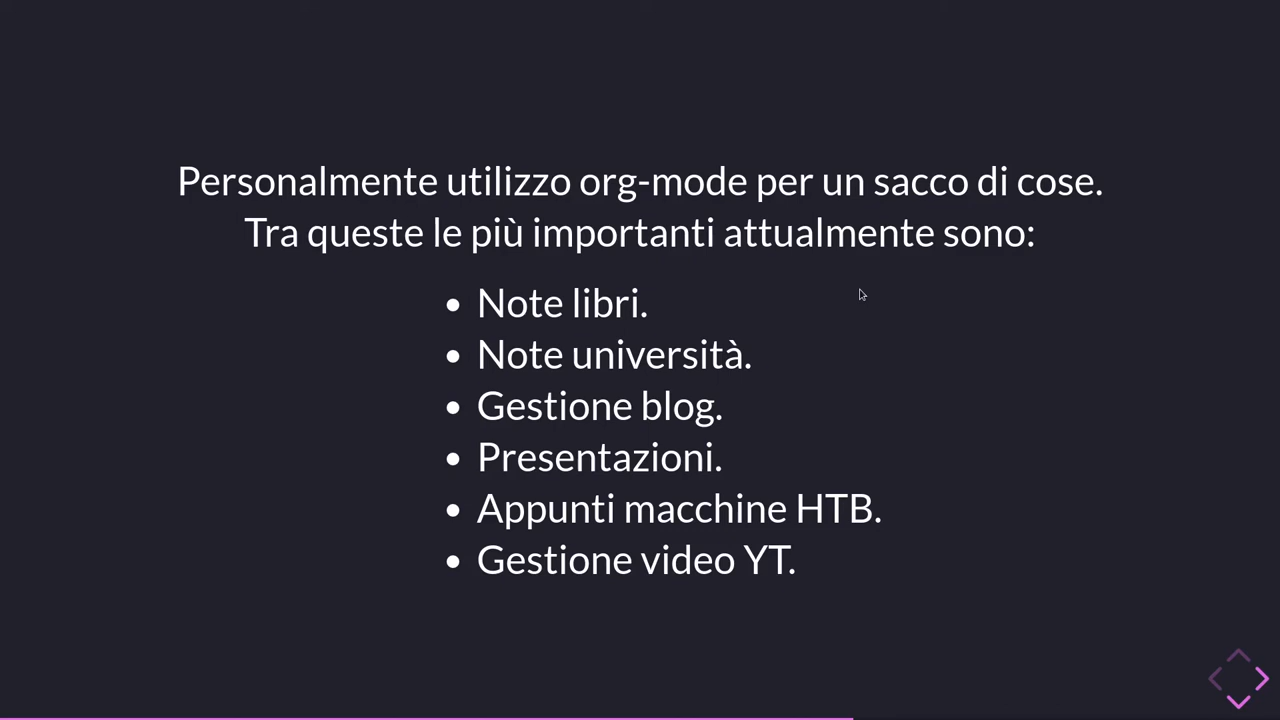 Personalmente utilizzo org-mode per un sacco di cose.
Tra queste le più importanti attualmente sono:
• Note libri.
• Note università.
• Gestione blog.
• Presentazioni.
• Appunti macchine HTB.
• Gestione video YT.